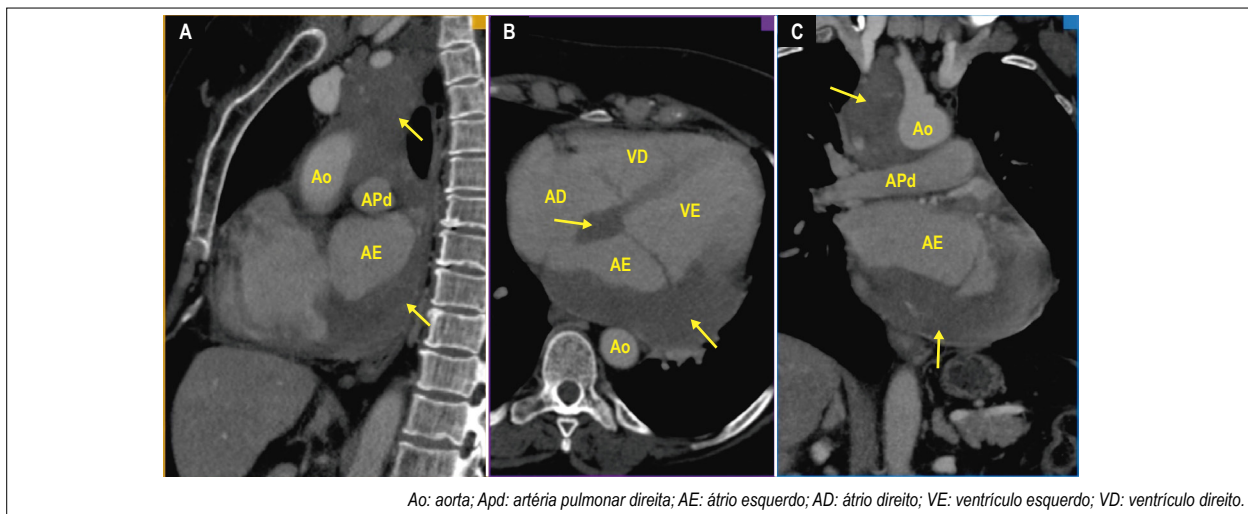 A
B
C
Ao
APd
AE
VD
AD
VE
AE
Ao
Ao
APd
AE
Ao: aorta; Apd: artéria pulmonar direita; AE: átrio esquerdo; AD: átrio direito; VE: ventrículo esquerdo; VD: ventrículo direito.